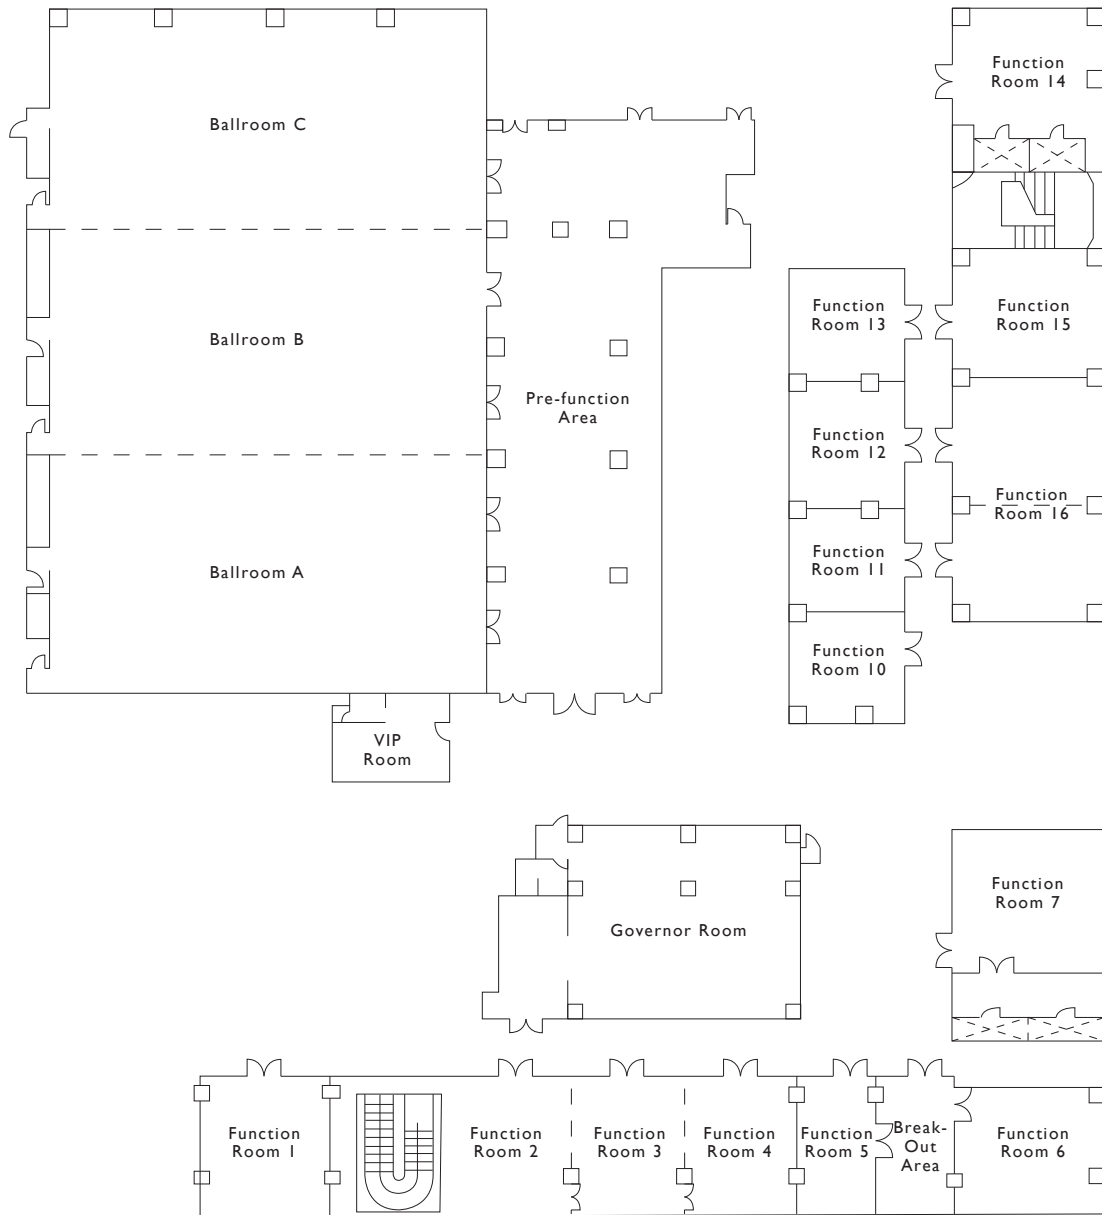 Ballroom C
Ballroom B
Ballroom A
Pre-function
Area
VIP
Room
Function
Room 14
Function
Room 13
Function
Room 15
Function
Room 12
Function
Room 16
Function
Room 11
Function
Room 10
Governor Room
Function
Room 7
Function
Room 1
Function
Room 2
Function
Room 3
Function
Room 4
Function
Room 5
Break-
Out
Area
Function
Room 6